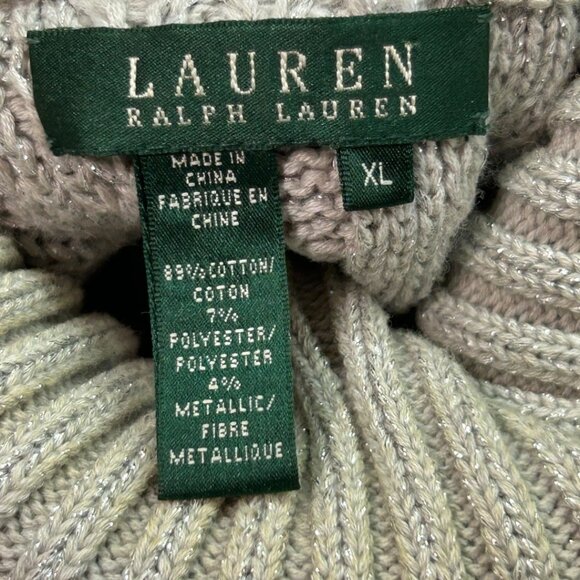 LAUREN
RALPH LAUREN
XL
MADE IN
CHINA
FABRIQUE EN
CHINE
89% COTTON/
COTON
7%
POLYESTER/
POLYESTER
4%
METALLIC/
FIBRE
METALLIQUE